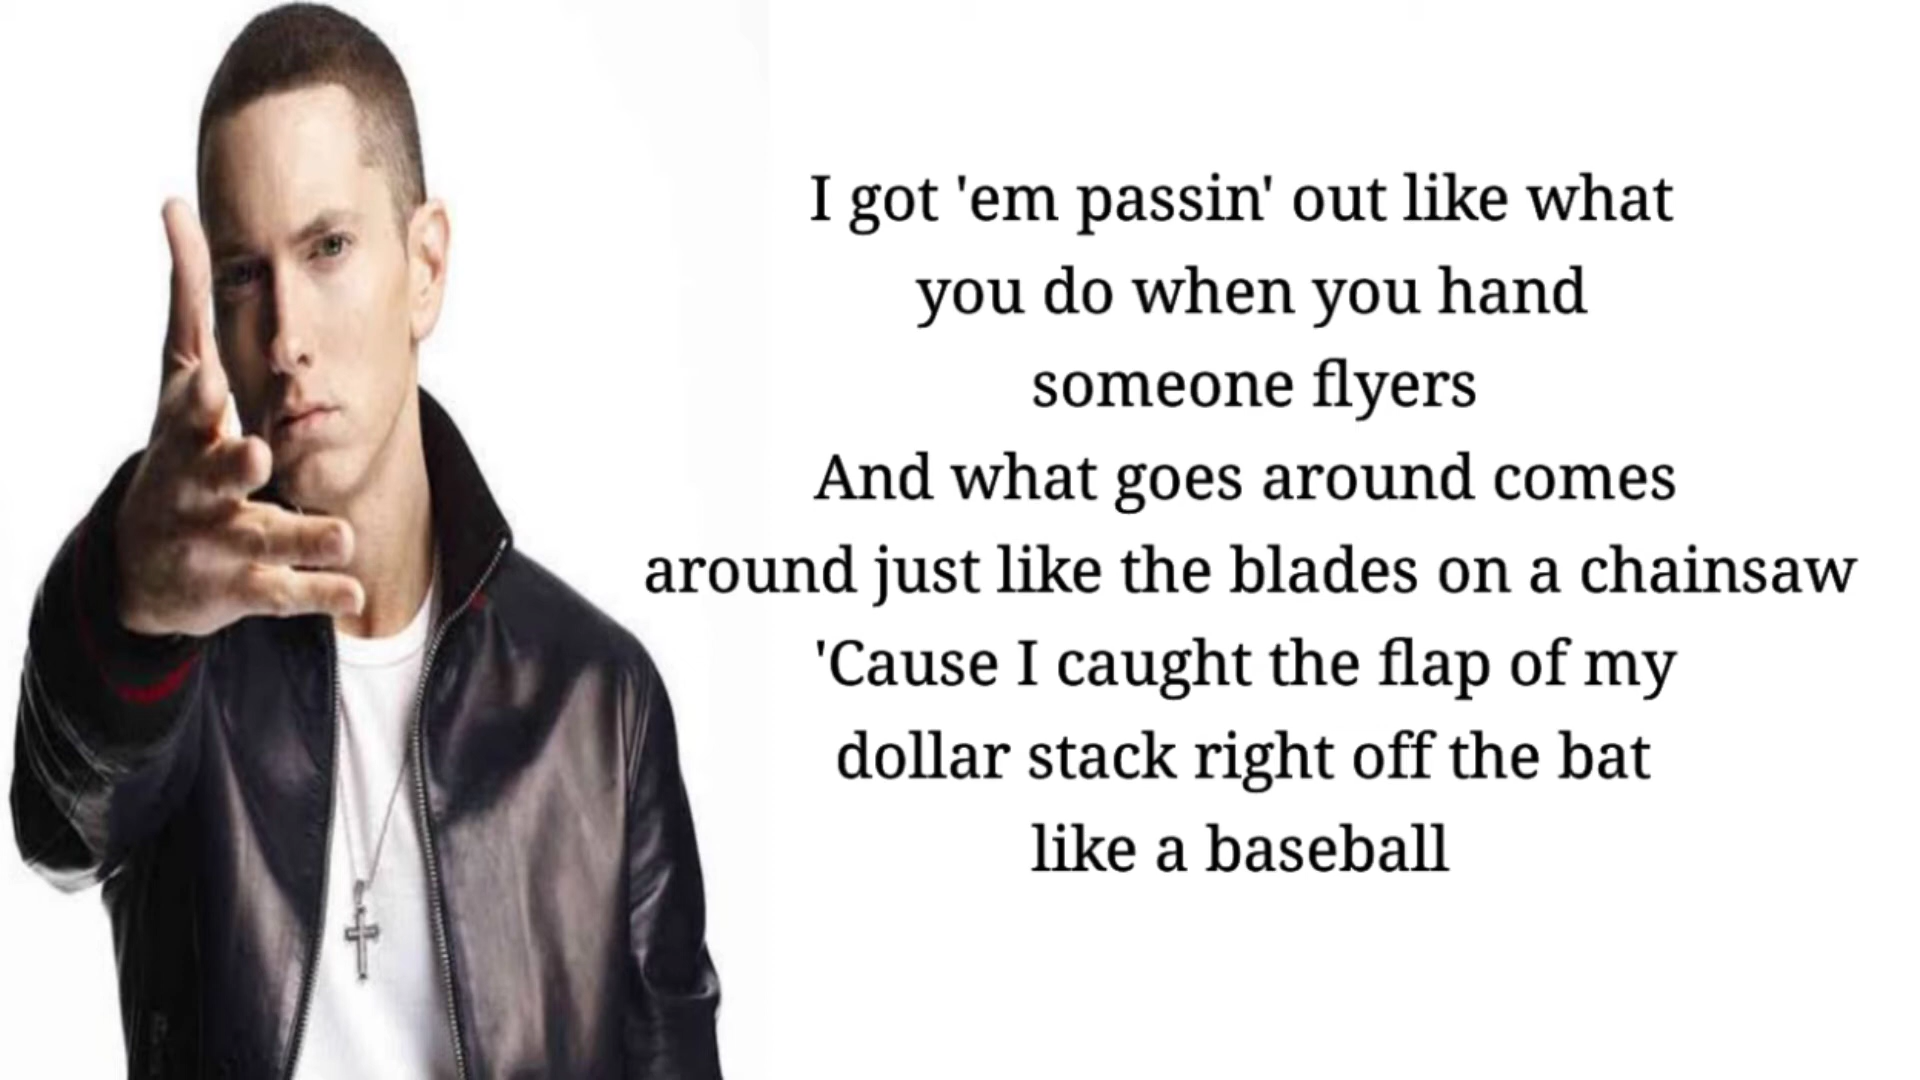 I got 'em passin' out like what
you do when you hand
someone flyers
And what goes around comes
around just like the blades on a chainsaw
'Cause I caught the flap of my
dollar stack right off the bat
like a baseball